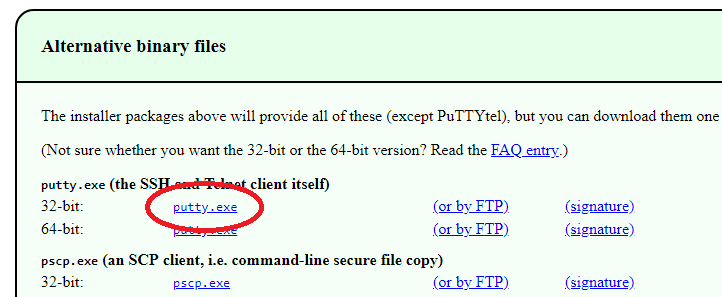 Alternative binary files
The installer packages above will provide all of these (except PuTTYtel), but you can download them one
(Not sure whether you want the 32-bit or the 64-bit version? Read the FAQ entry.)
putty.exe (the SSH and Telnet client itself)
32-bit: putty.exe (or by FTP) (signature)
64-bit: putty.exe (or by FTP) (signature)
pscp.exe (an SCP client, i.e. command-line secure file copy)
32-bit: pscp.exe (or by FTP) (signature)